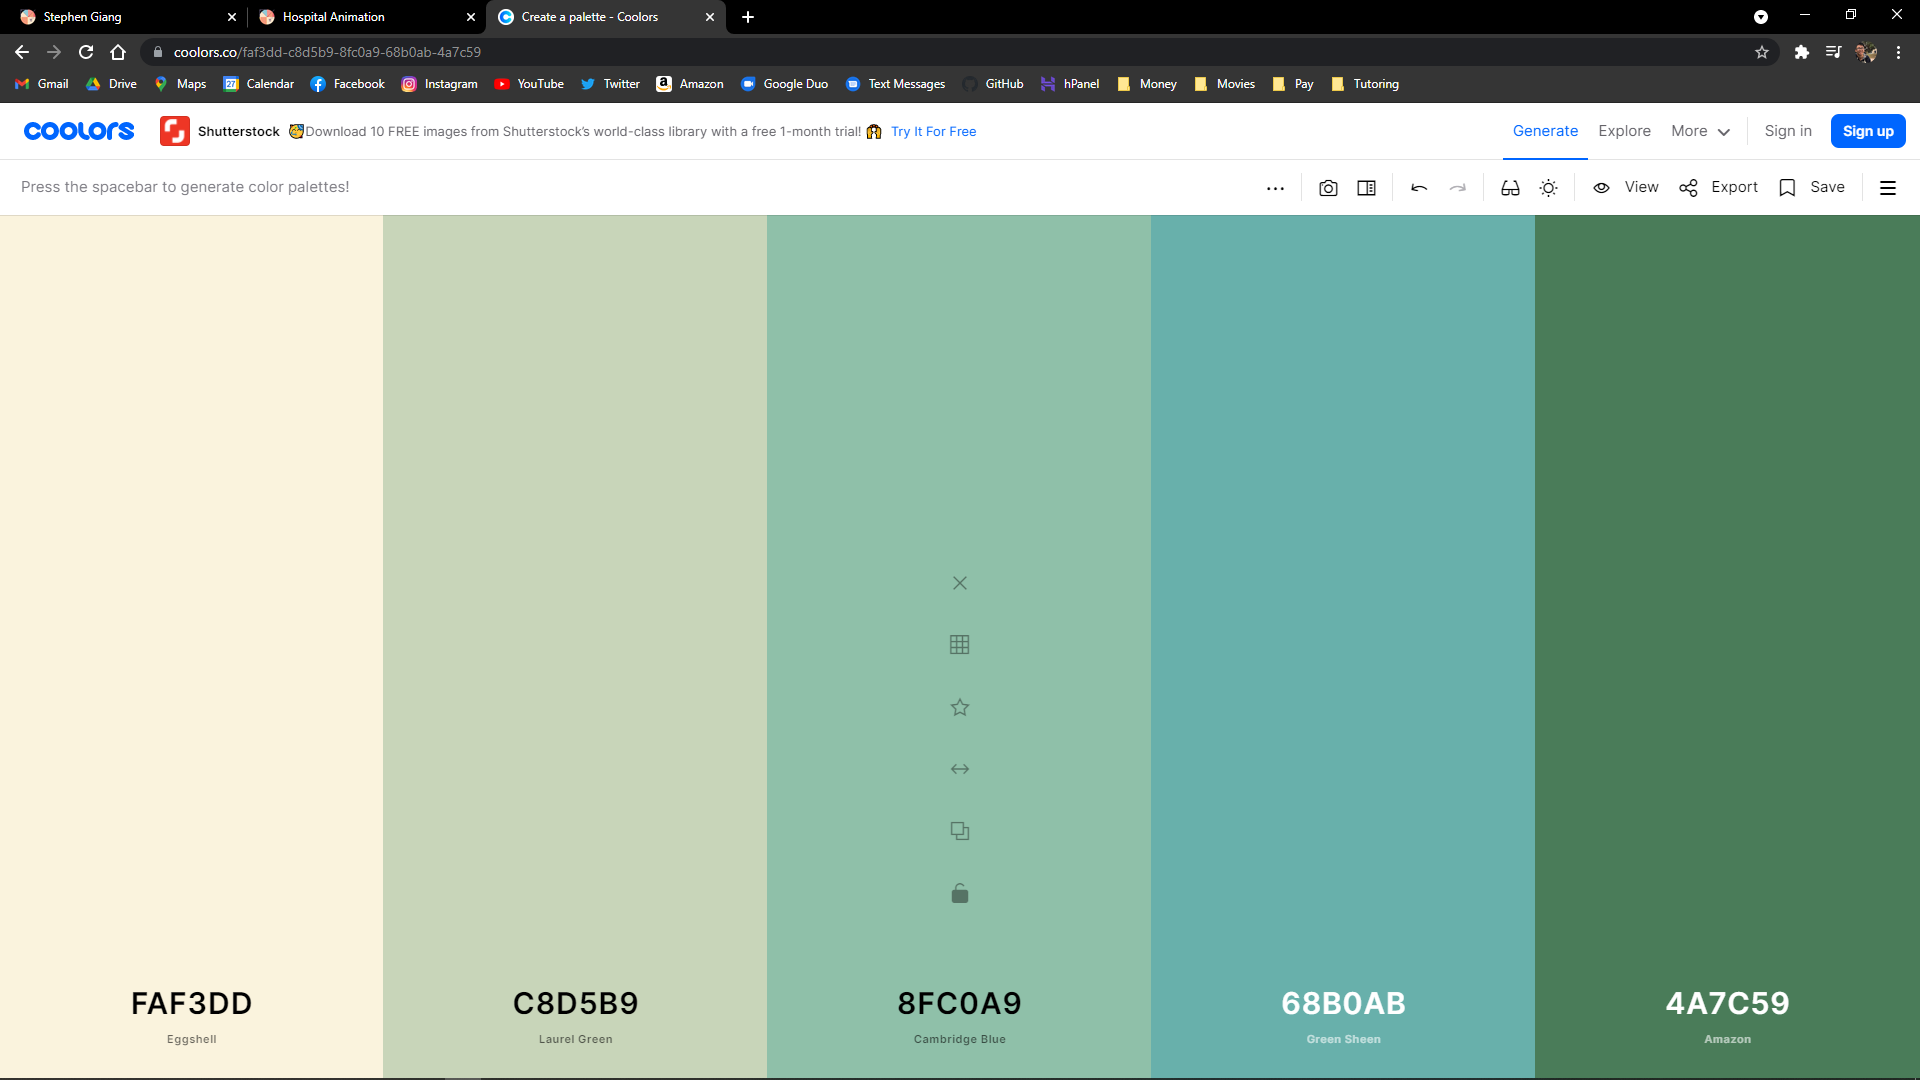 Stephen Giang
Hospital Animation
Create a palette - Coolors
coolors.co/faf3dd-c8d5b9-8fc0a9-68b0ab-4a7c59
Gmail Drive Maps 27 Calendar Facebook Instagram YouTube Twitter a Amazon Google Duo Text Messages GitHub hPanel Money Movies Pay Tutoring
coolors Shutterstock Download 10 FREE images from Shutterstock's world-class library with a free 1-month trial! Try It For Free Generate Explore More Sign in Sign up
Press the spacebar to generate color palettes! View Export Save
FAF3DD C8D5B9 8FC0A9 68B0AB 4A7C59
Eggshell Laurel Green Cambridge Blue Green Sheen Amazon